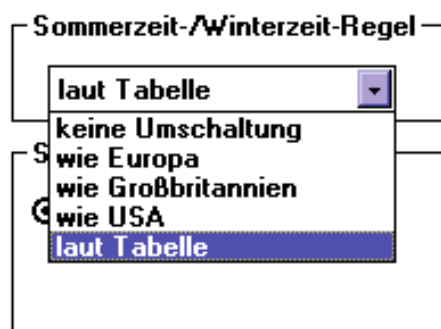 Sommerzeit-/Winterzeit-Regel
laut Tabelle
keine Umschaltung
wie Europa
wie Großbritannien
wie USA
laut Tabelle